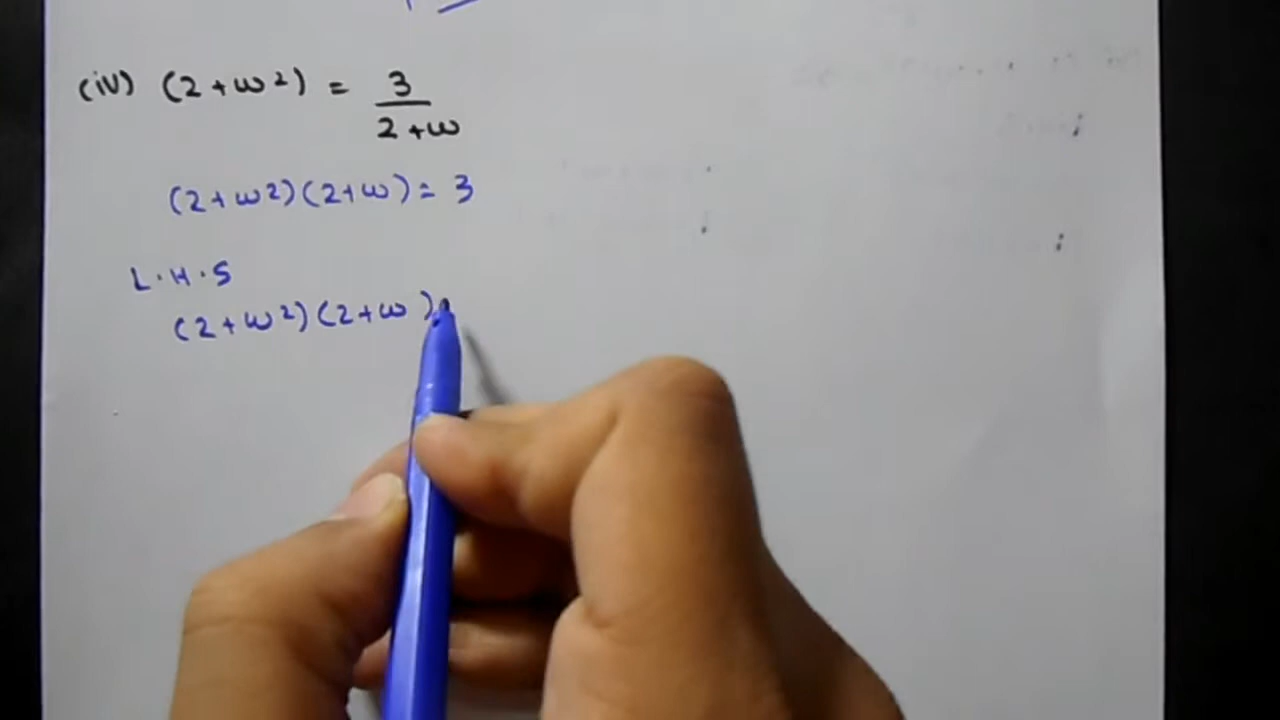 (iv) (2+ω²) = 3/(2+ω)
(2+ω²)(2+ω) = 3
L.H.S
(2+ω²)(2+ω)